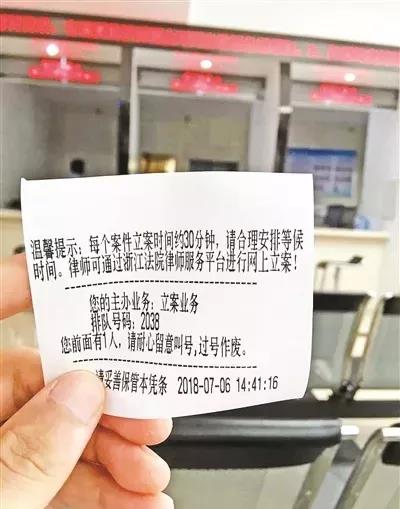 温馨提示：每个案件立案时间约30分钟，请合理安排等候
时间。律师可通过浙江法院律师服务平台进行网上立案！
您的主办业务：立案业务
排队号码：2038
您前面有1人，请耐心留意叫号，过号作废。
请妥善保管本凭条 2018-07-06 14:41:16